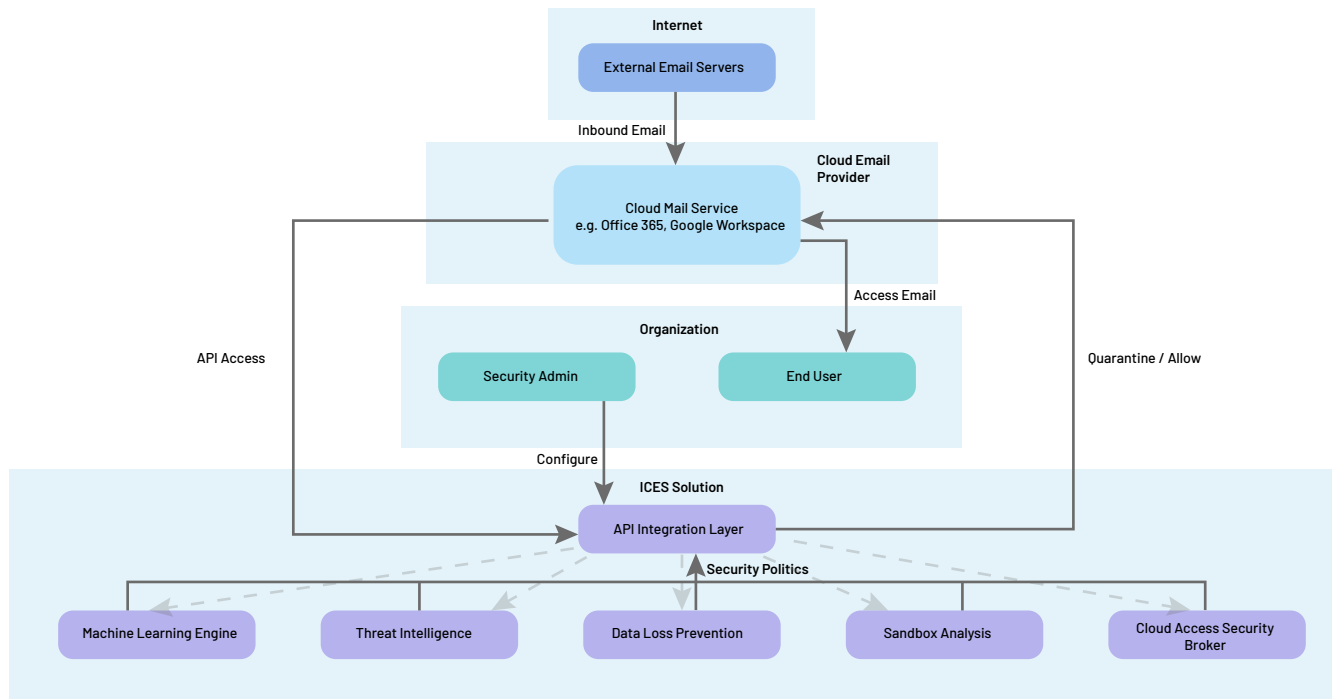 Internet
External Email Servers
Inbound Email
Cloud Email
Provider
Cloud Mail Service
e.g. Office 365, Google Workspace
Access Email
Organization
API Access
Quarantine / Allow
Security Admin
End User
Configure
ICES Solution
API Integration Layer
Security Politics
Machine Learning Engine
Threat Intelligence
Data Loss Prevention
Sandbox Analysis
Cloud Access Security
Broker